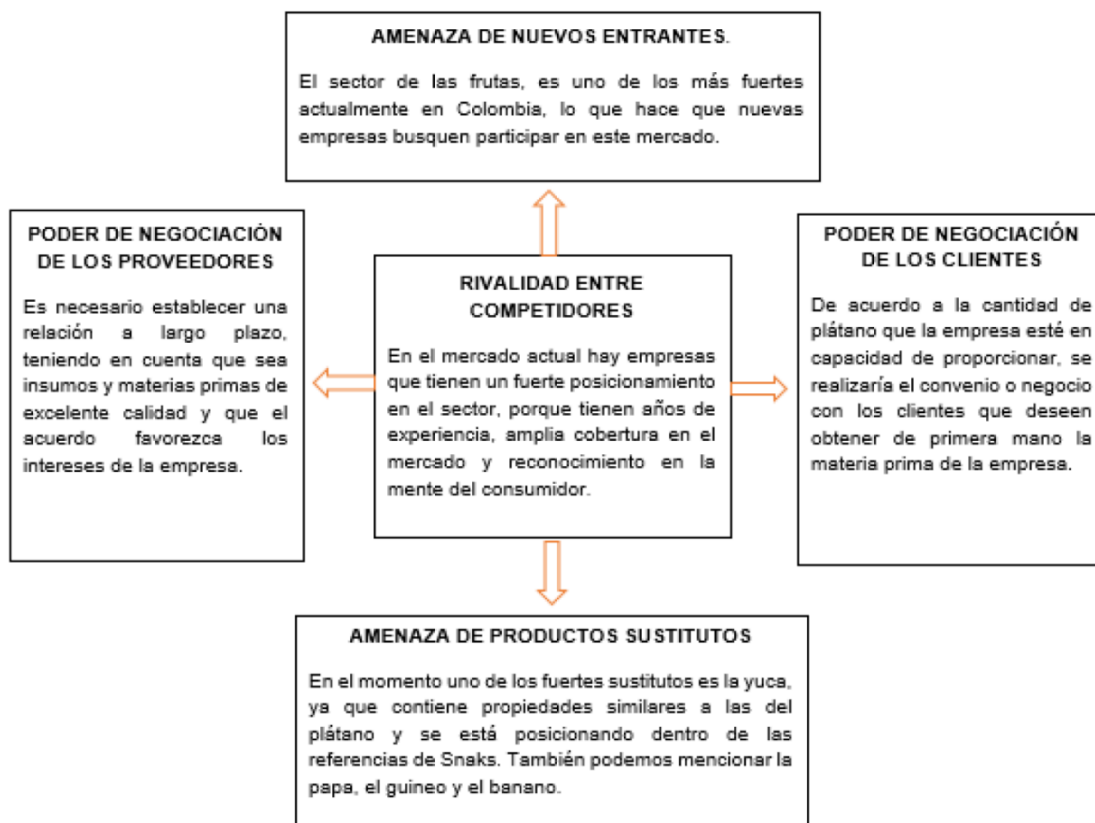 AMENAZA DE NUEVOS ENTRANTES.
El sector de las frutas, es uno de los más fuertes
actualmente en Colombia, lo que hace que nuevas
empresas busquen participar en este mercado.
PODER DE NEGOCIACIÓN
DE LOS PROVEEDORES
Es necesario establecer una
relación a largo plazo,
teniendo en cuenta que sea
insumos y materias primas de
excelente calidad y que el
acuerdo favorezca los
intereses de la empresa.
RIVALIDAD ENTRE
COMPETIDORES
En el mercado actual hay empresas
que tienen un fuerte posicionamiento
en el sector, porque tienen años de
experiencia, amplia cobertura en el
mercado y reconocimiento en la
mente del consumidor.
PODER DE NEGOCIACIÓN
DE LOS CLIENTES
De acuerdo a la cantidad de
plátano que la empresa esté en
capacidad de proporcionar, se
realizaría el convenio o negocio
con los clientes que deseen
obtener de primera mano la
materia prima de la empresa.
AMENAZA DE PRODUCTOS SUSTITUTOS
En el momento uno de los fuertes sustitutos es la yuca,
ya que contiene propiedades similares a las del
plátano y se está posicionando dentro de las
referencias de Snaks. También podemos mencionar la
papa, el guineo y el banano.